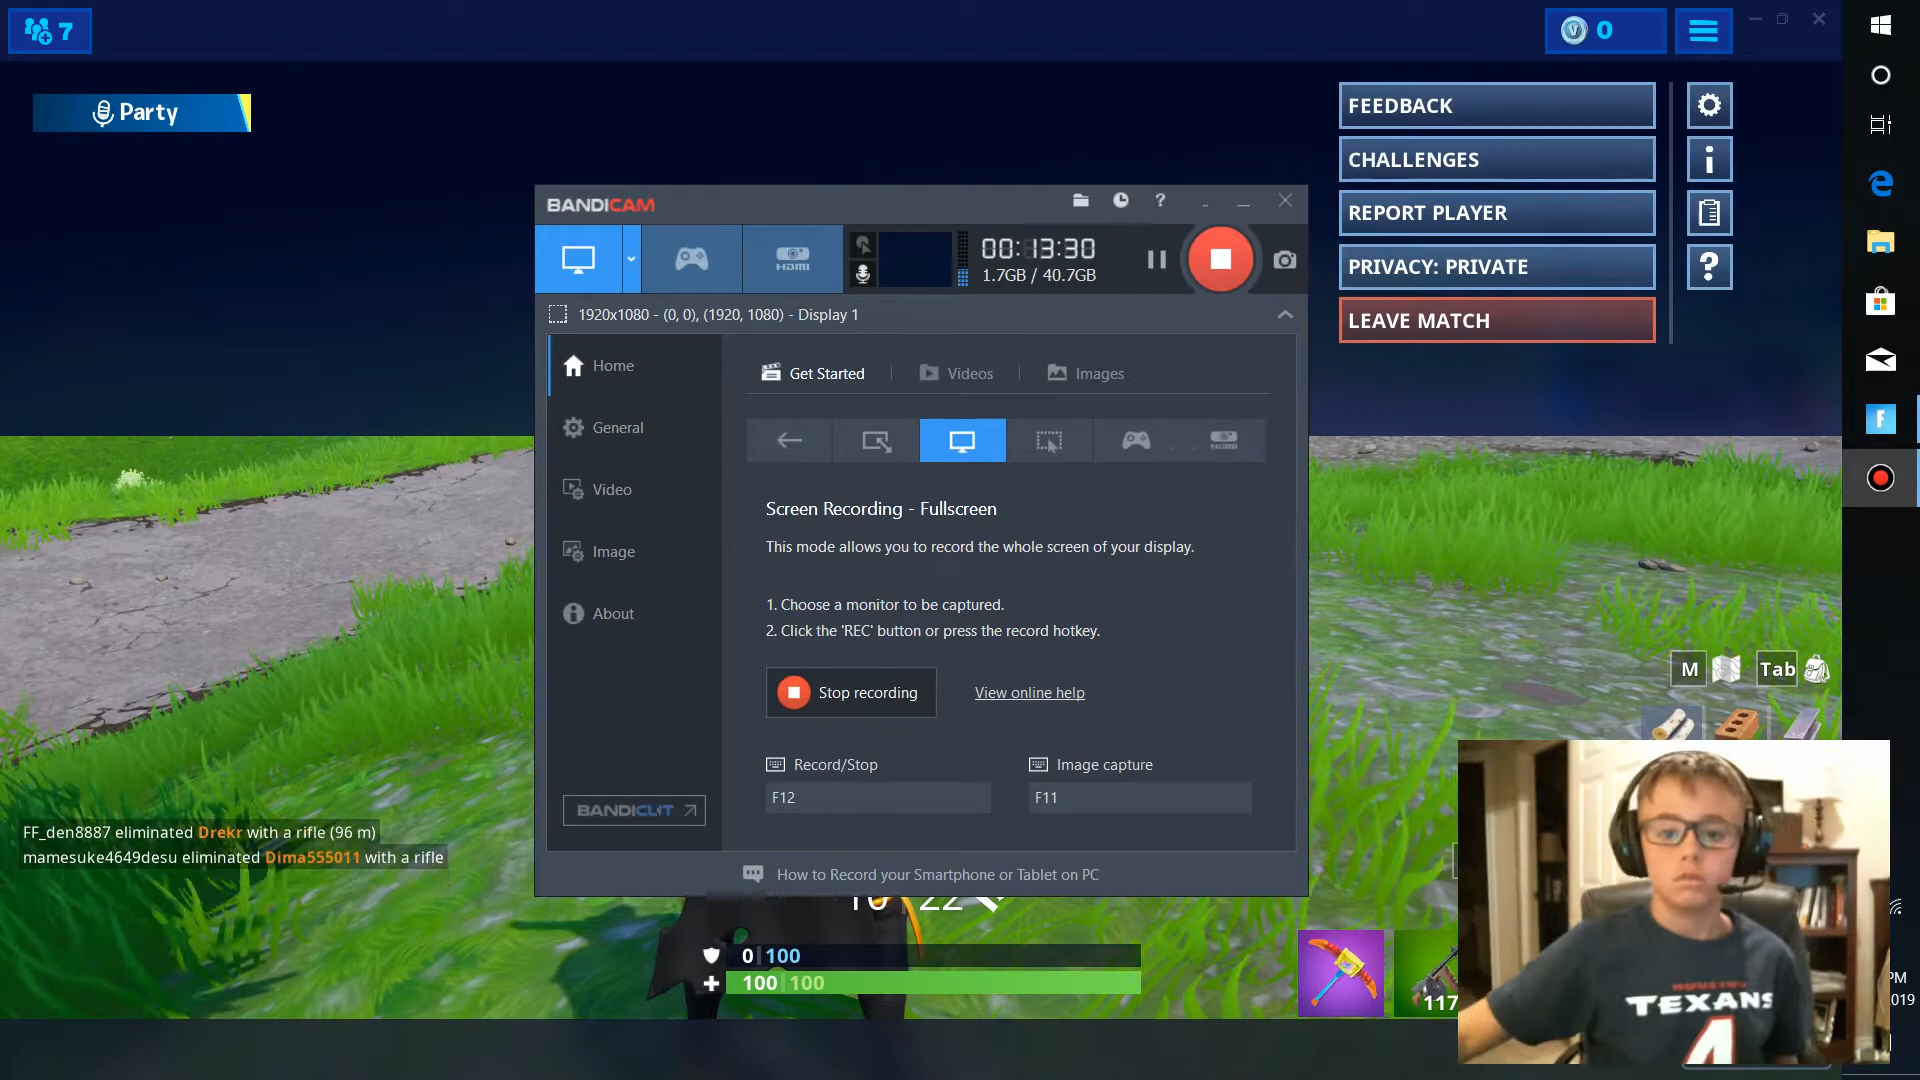 7
0
Party
FEEDBACK
CHALLENGES
REPORT PLAYER
PRIVACY: PRIVATE
LEAVE MATCH
BANDICAM
HDMI
00:13:30
1.7GB / 40.7GB
1920x1080 - (0, 0), (1920, 1080) - Display 1
Home
General
Video
Image
About
BANDICUT
Get Started
Videos
Images
Screen Recording - Fullscreen
This mode allows you to record the whole screen of your display.
1. Choose a monitor to be captured.
2. Click the 'REC' button or press the record hotkey.
Stop recording
View online help
Record/Stop
Image capture
F12
F11
How to Record your Smartphone or Tablet on PC
M
Tab
FF_den8887 eliminated Drekr with a rifle (96 m)
mamesuke4649desu eliminated Dima555011 with a rifle
0 | 100
100 | 100
117
TEXANS
4
PM
2019